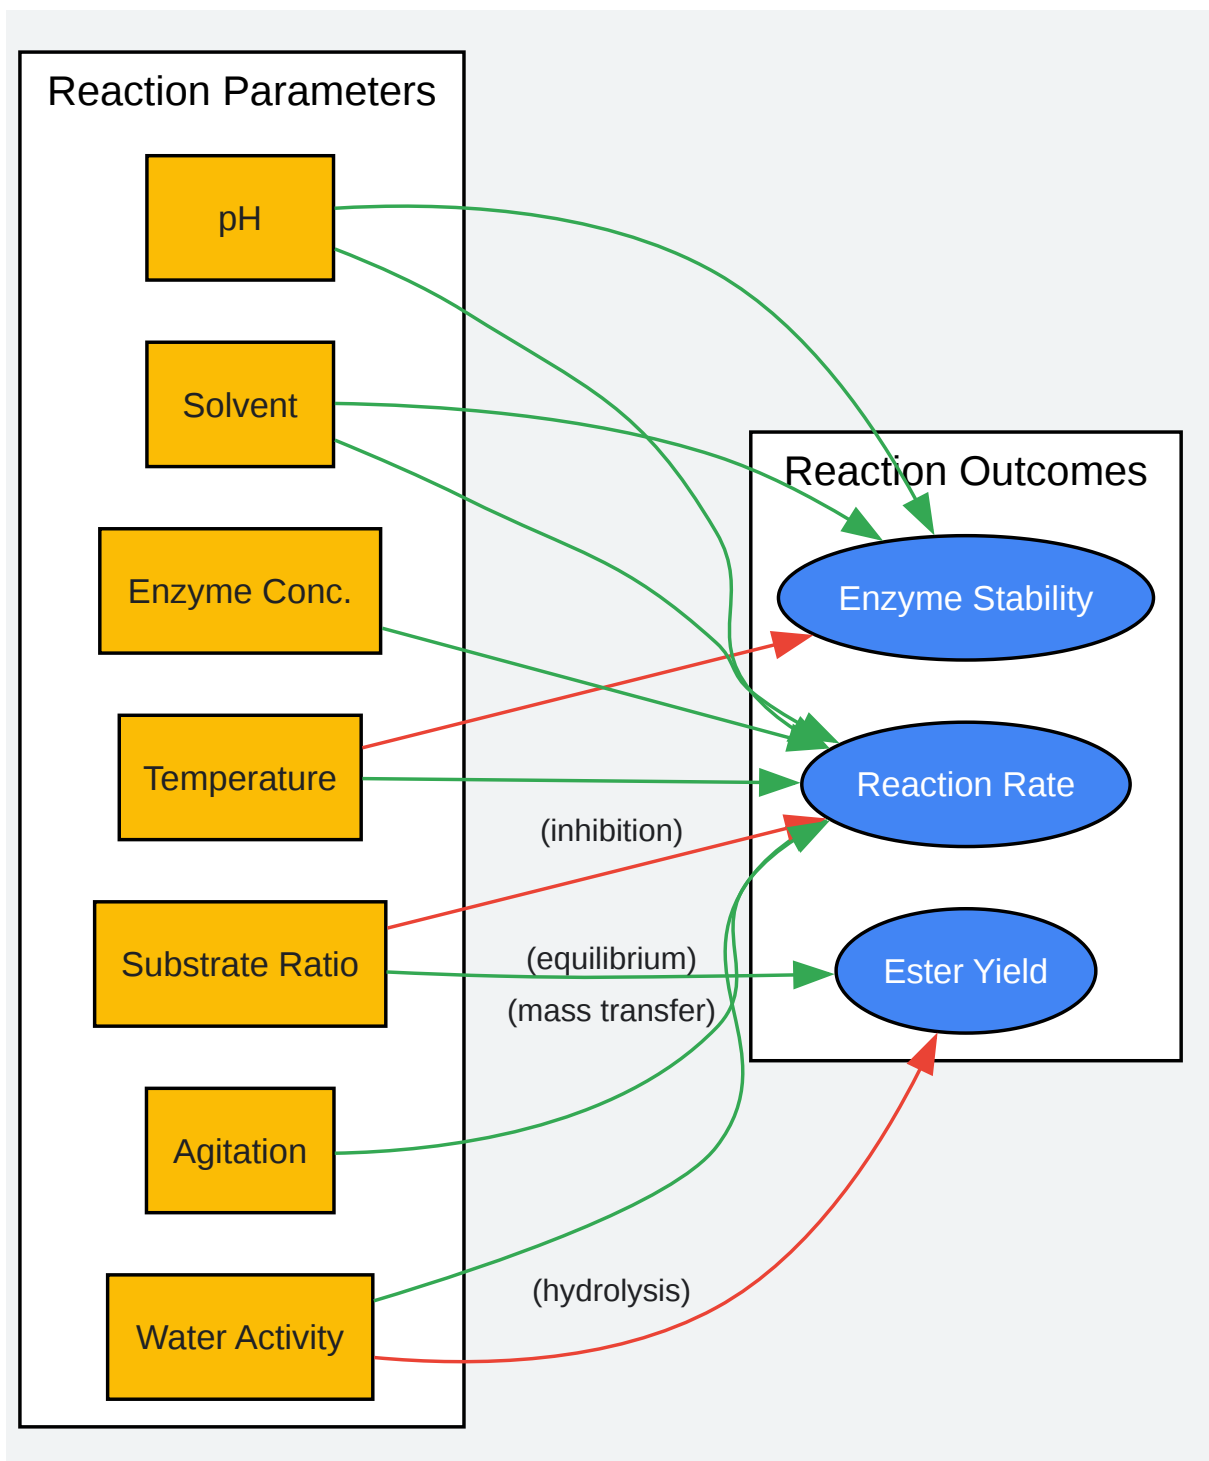 Reaction Parameters
pH
Solvent
Enzyme Conc.
Temperature
Substrate Ratio
Agitation
Water Activity
(inhibition)
(equilibrium)
(mass transfer)
(hydrolysis)
Reaction Outcomes
Enzyme Stability
Reaction Rate
Ester Yield